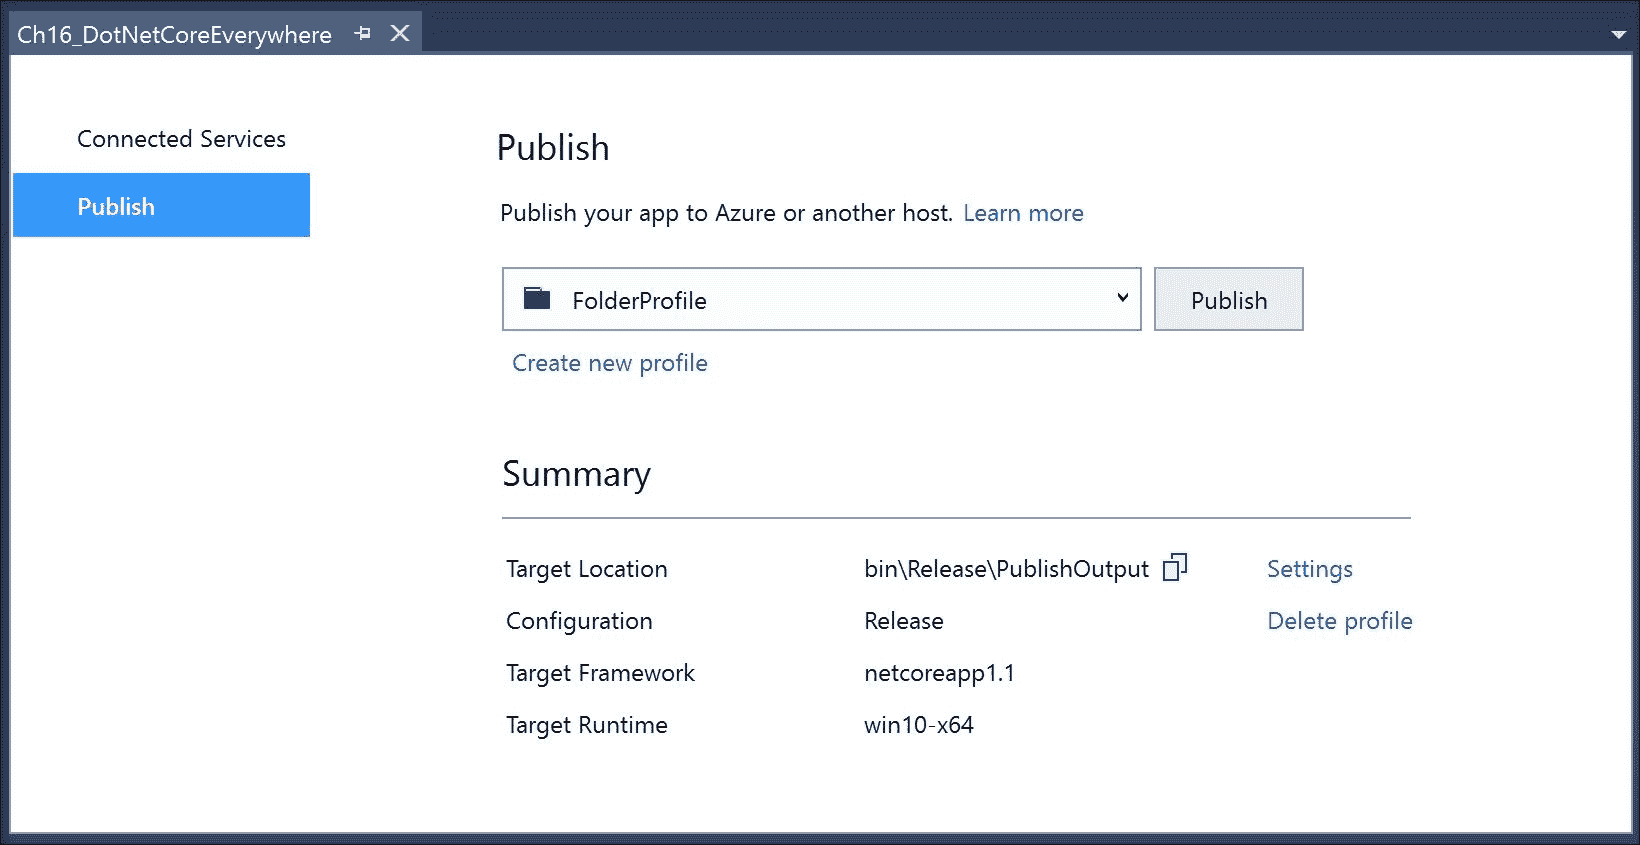 Ch16_DotNetCoreEverywhere
Connected Services
Publish
Publish
Publish your app to Azure or another host. Learn more
FolderProfile
Publish
Create new profile
Summary
Target Location bin\Release\PublishOutput Settings
Configuration Release Delete profile
Target Framework netcoreapp1.1
Target Runtime win10-x64